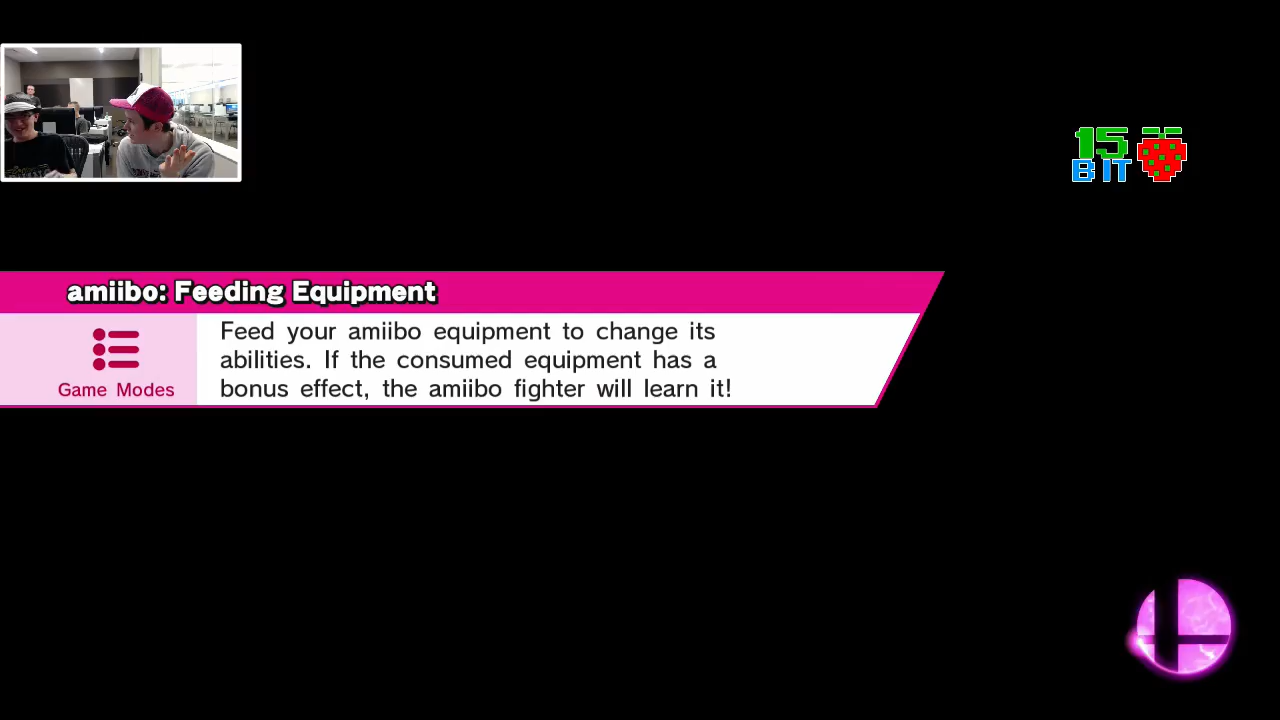 15
BIT
amiibo: Feeding Equipment
Game Modes
Feed your amiibo equipment to change its
abilities. If the consumed equipment has a
bonus effect, the amiibo fighter will learn it!